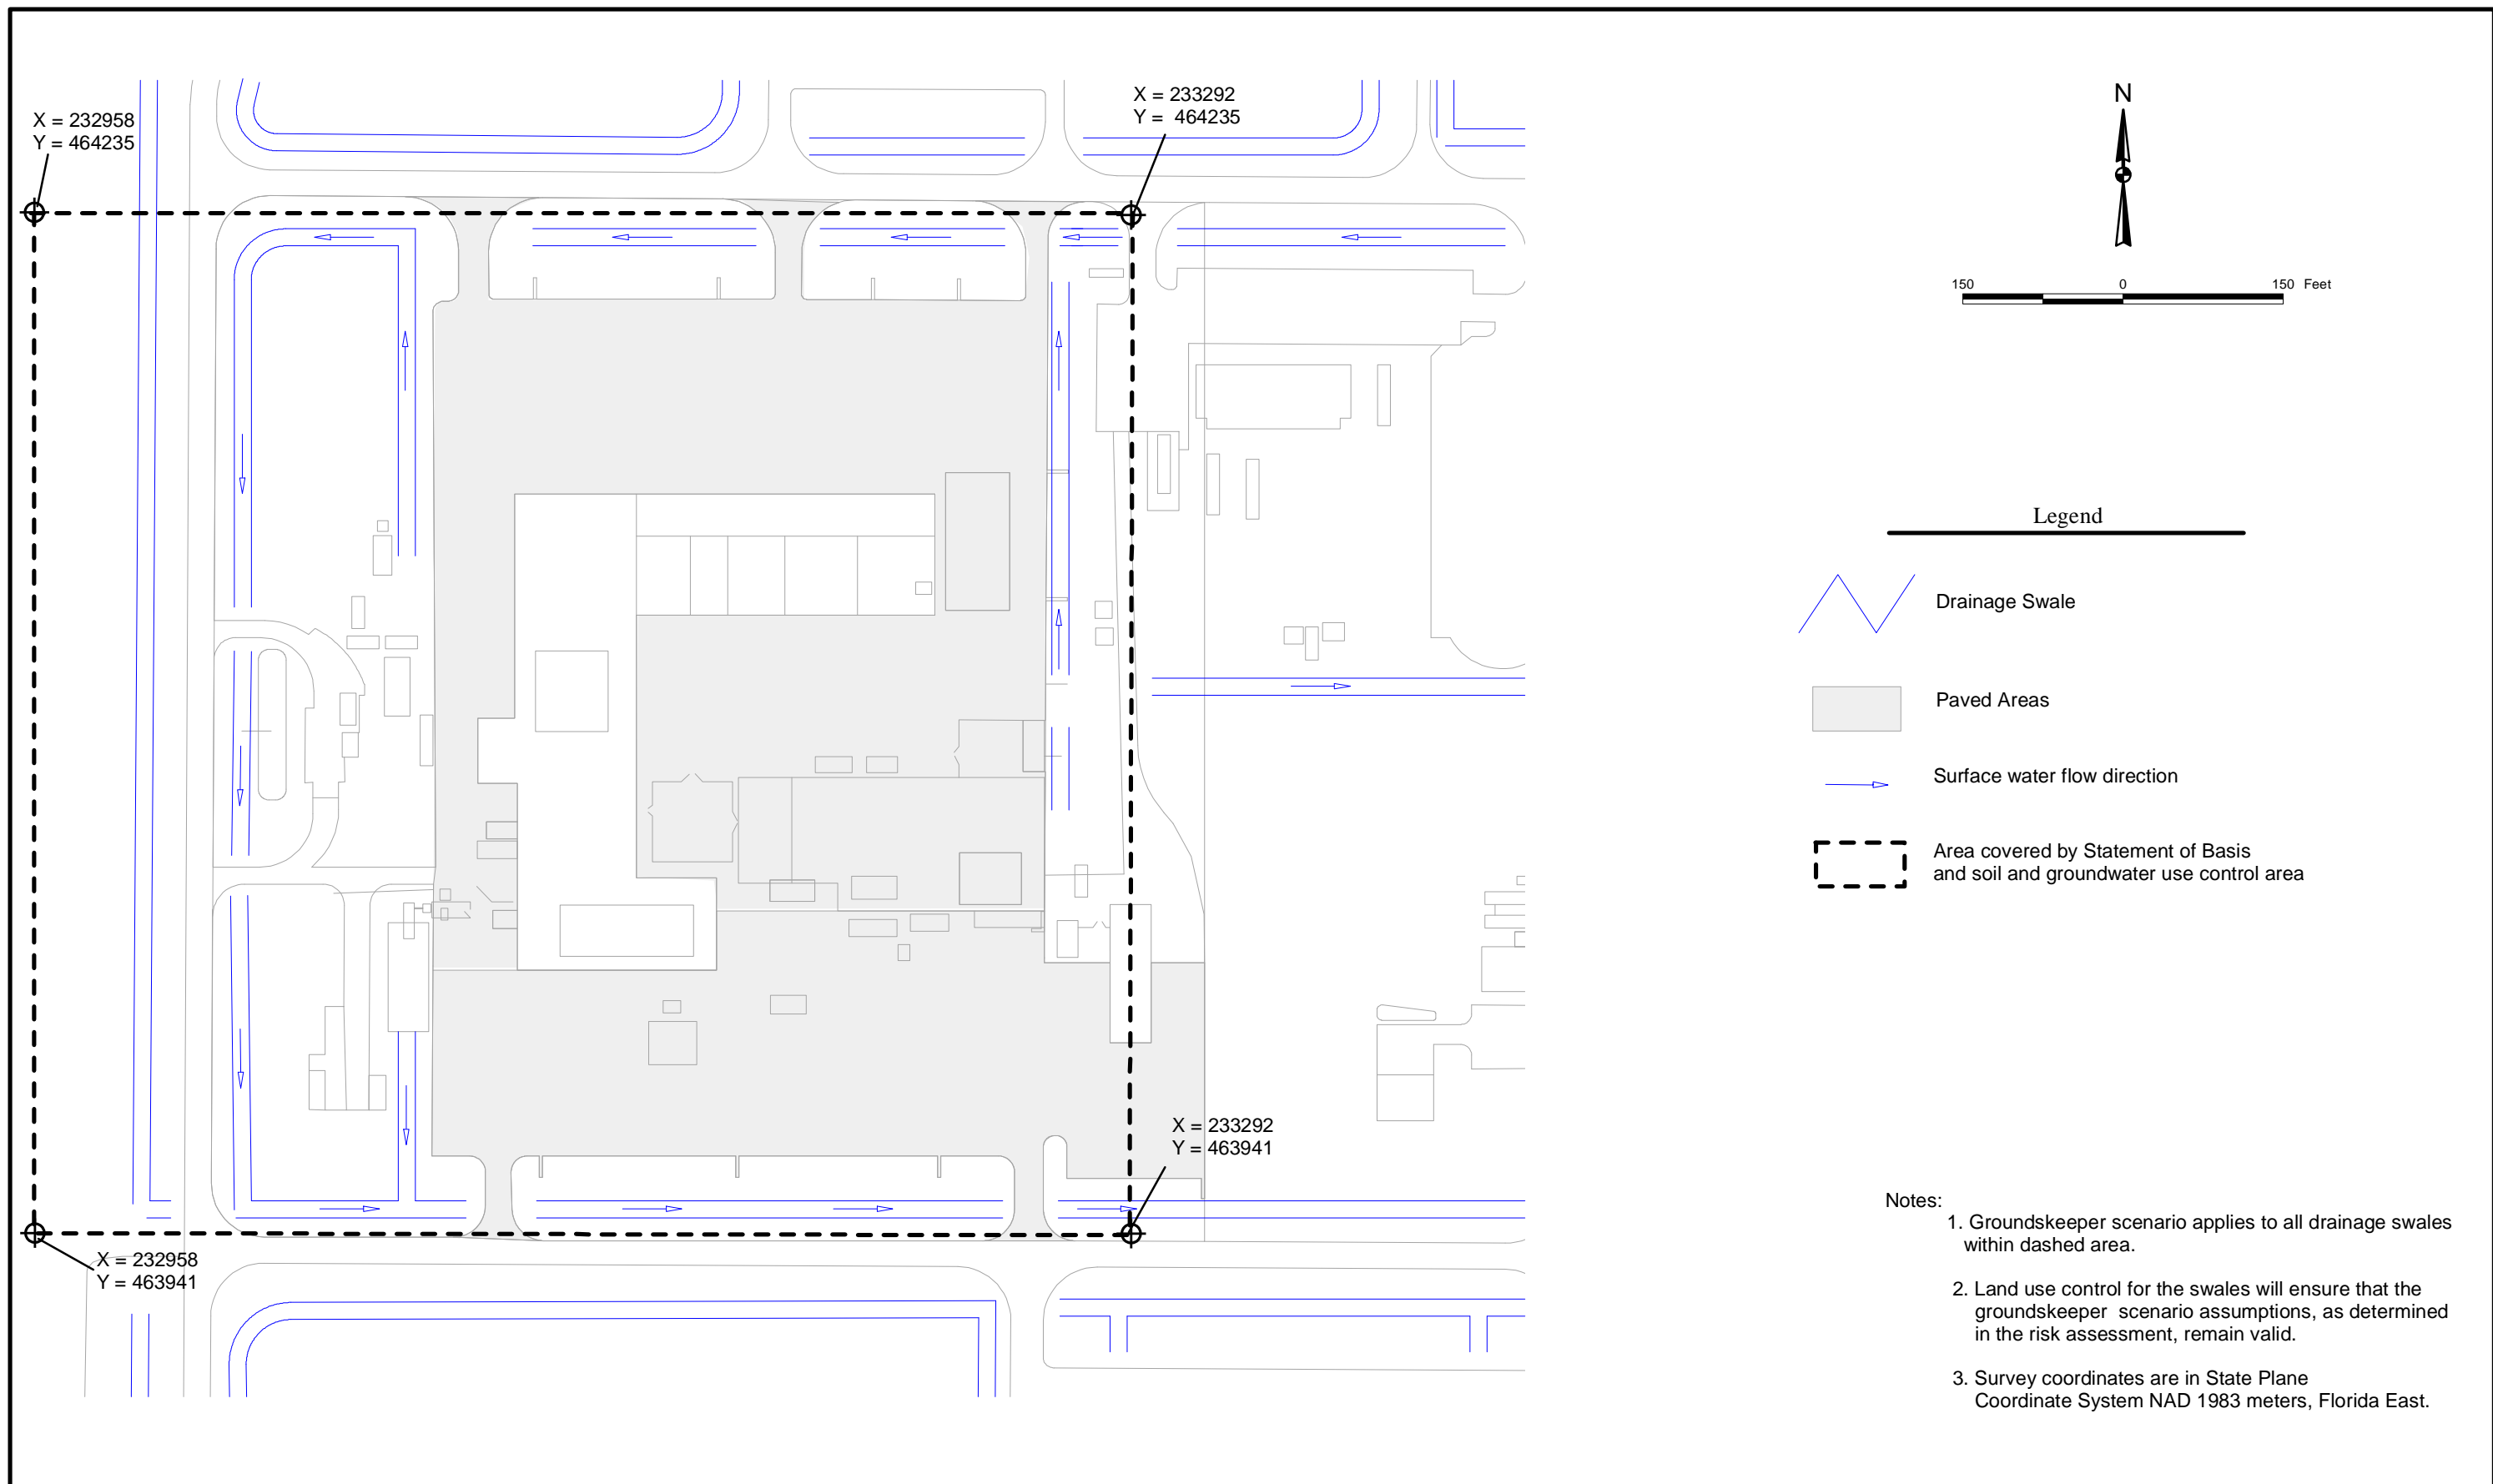 X = 232958
Y = 464235
X = 233292
Y = 464235
N
150 0 150 Feet
Legend
Drainage Swale
Paved Areas
Surface water flow direction
Area covered by Statement of Basis
and soil and groundwater use control area
X = 233292
Y = 463941
X = 232958
Y = 463941
Notes:
1. Groundskeeper scenario applies to all drainage swales
within dashed area.
2. Land use control for the swales will ensure that the
groundskeeper scenario assumptions, as determined
in the risk assessment, remain valid.
3. Survey coordinates are in State Plane
Coordinate System NAD 1983 meters, Florida East.